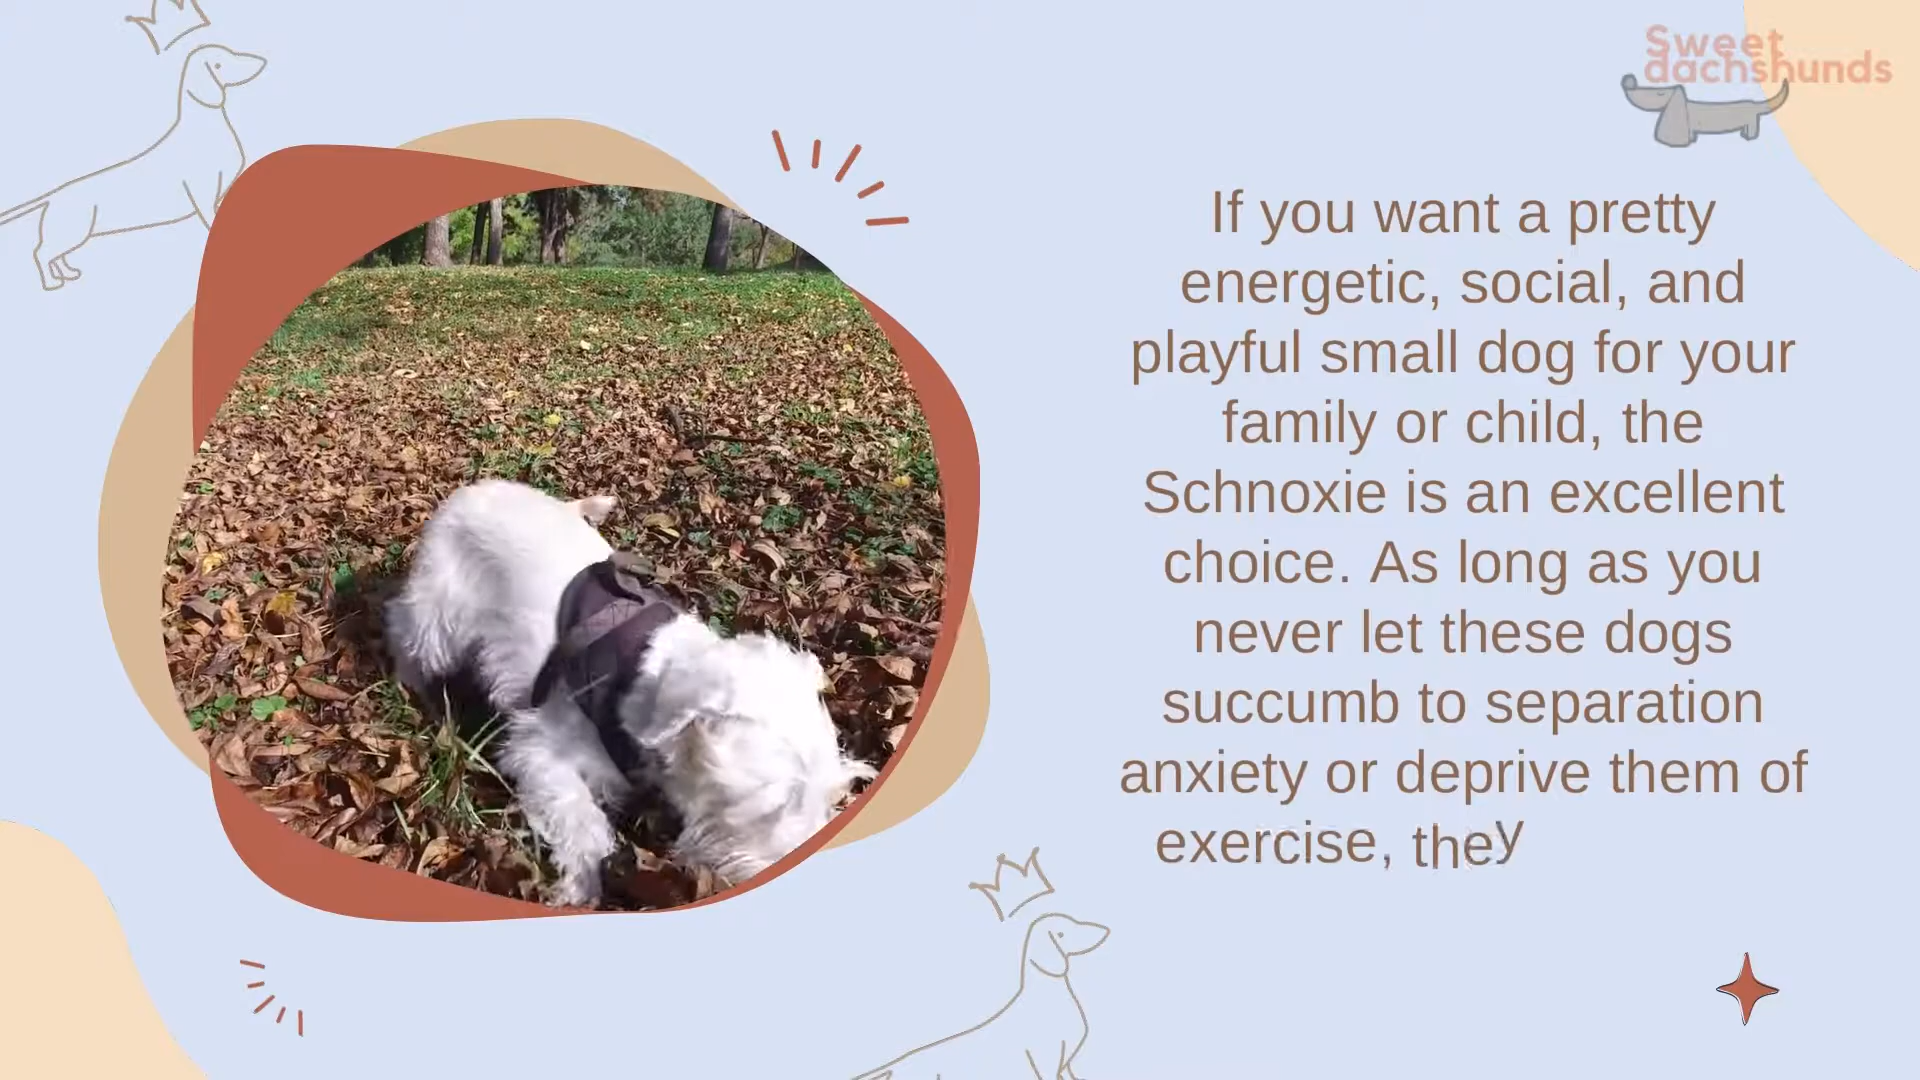 Sweet
dachshunds
If you want a pretty
energetic, social, and
playful small dog for your
family or child, the
Schnoxie is an excellent
choice. As long as you
never let these dogs
succumb to separation
anxiety or deprive them of
exercise, they